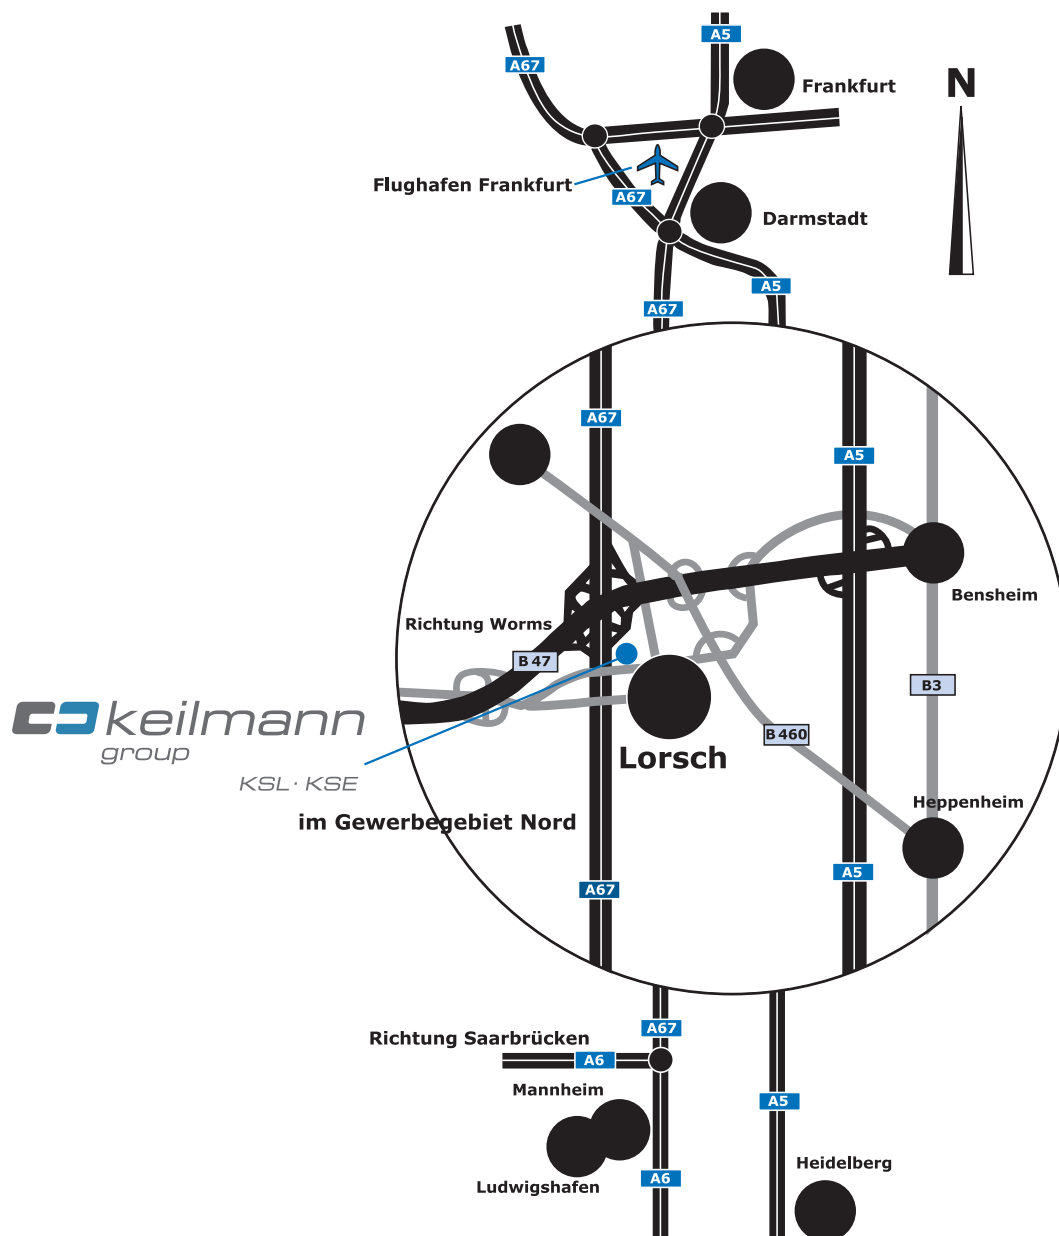 A5
A67
Frankfurt
N
Flughafen Frankfurt
A67
Darmstadt
A5
A67
A67
A5
Bensheim
Richtung Worms
B 47
B3
keilmann
group
B 460
Lorsch
KSL · KSE
Heppenheim
im Gewerbegebiet Nord
A5
A67
A67
Richtung Saarbrücken
A6
Mannheim
A5
Heidelberg
A6
Ludwigshafen